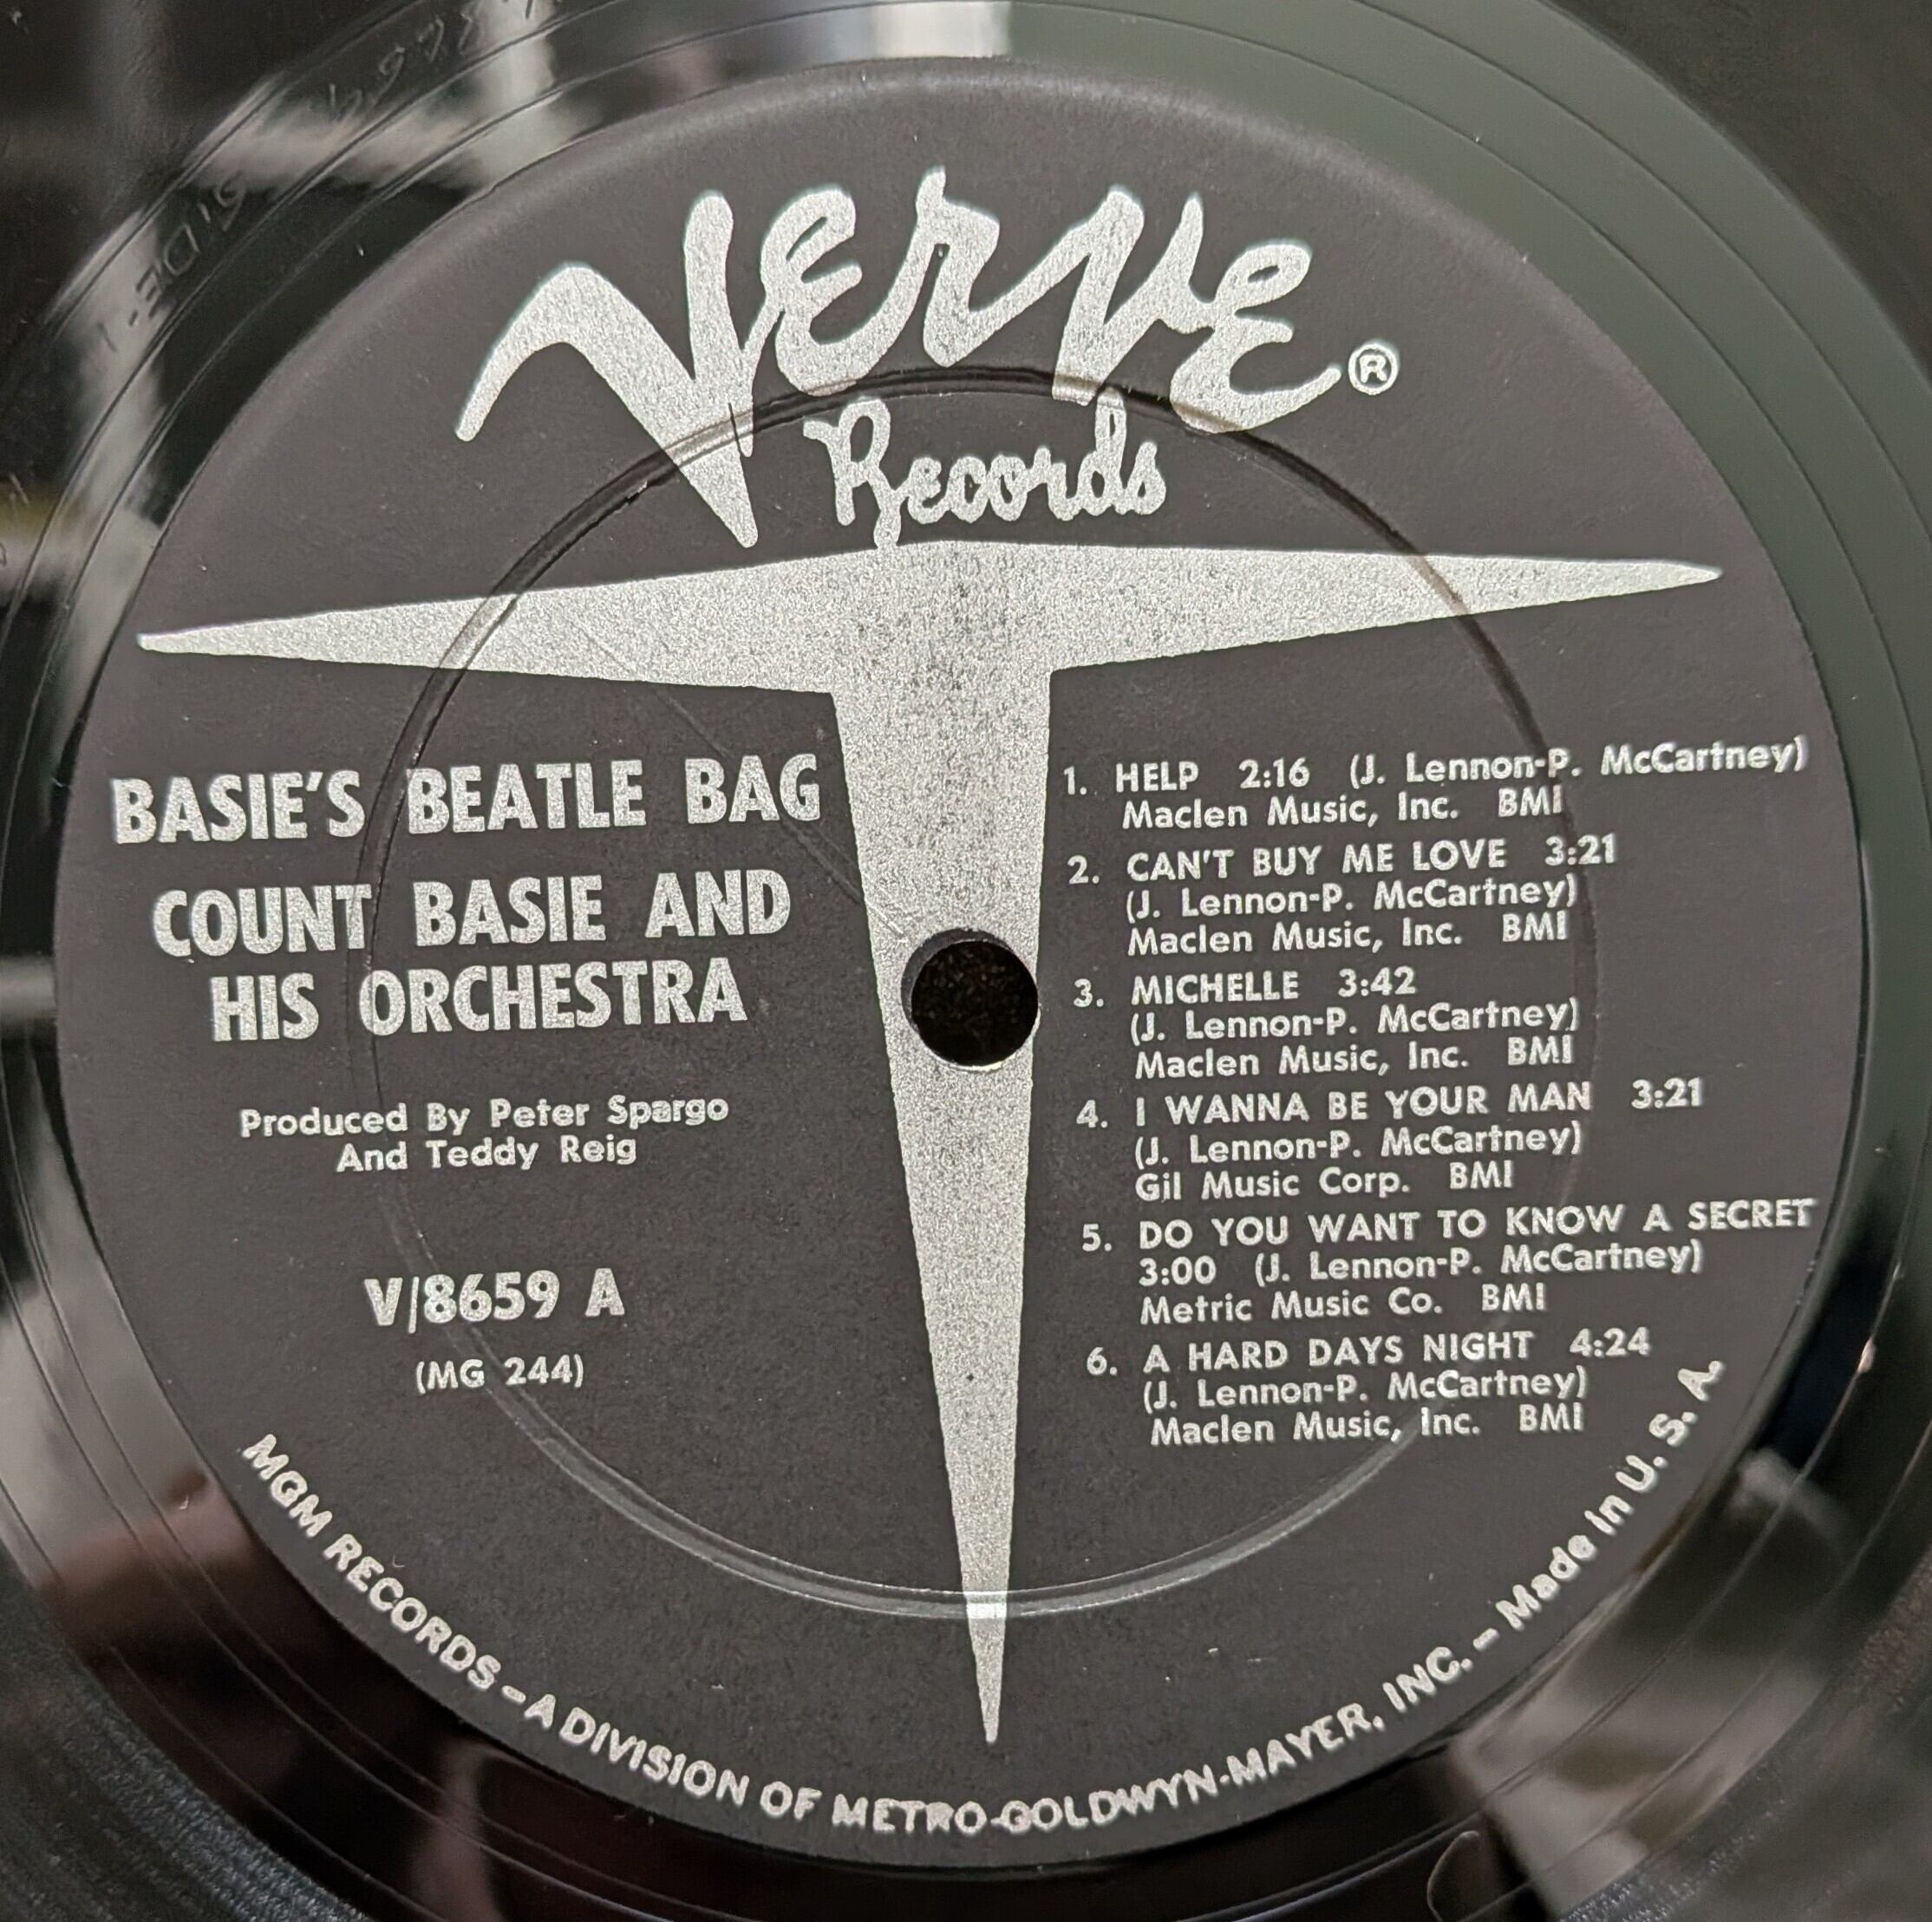 Verve®
Records
BASIE'S BEATLE BAG
COUNT BASIE AND
HIS ORCHESTRA
Produced By Peter Spargo
And Teddy Reig
V/8659 A
(MG 244)
1. HELP 2:16 (J. Lennon-P. McCartney)
Maclen Music, Inc. BMI
2. CAN'T BUY ME LOVE 3:21
(J. Lennon-P. McCartney)
Maclen Music, Inc. BMI
3. MICHELLE 3:42
(J. Lennon-P. McCartney)
Maclen Music, Inc. BMI
4. I WANNA BE YOUR MAN 3:21
(J. Lennon-P. McCartney)
Gil Music Corp. BMI
5. DO YOU WANT TO KNOW A SECRET
3:00 (J. Lennon-P. McCartney)
Metric Music Co. BMI
6. A HARD DAYS NIGHT 4:24
(J. Lennon-P. McCartney)
Maclen Music, Inc. BMI
MGM RECORDS - A DIVISION OF METRO-GOLDWYN-MAYER, INC. - Made in U. S. A.
SIDE-1